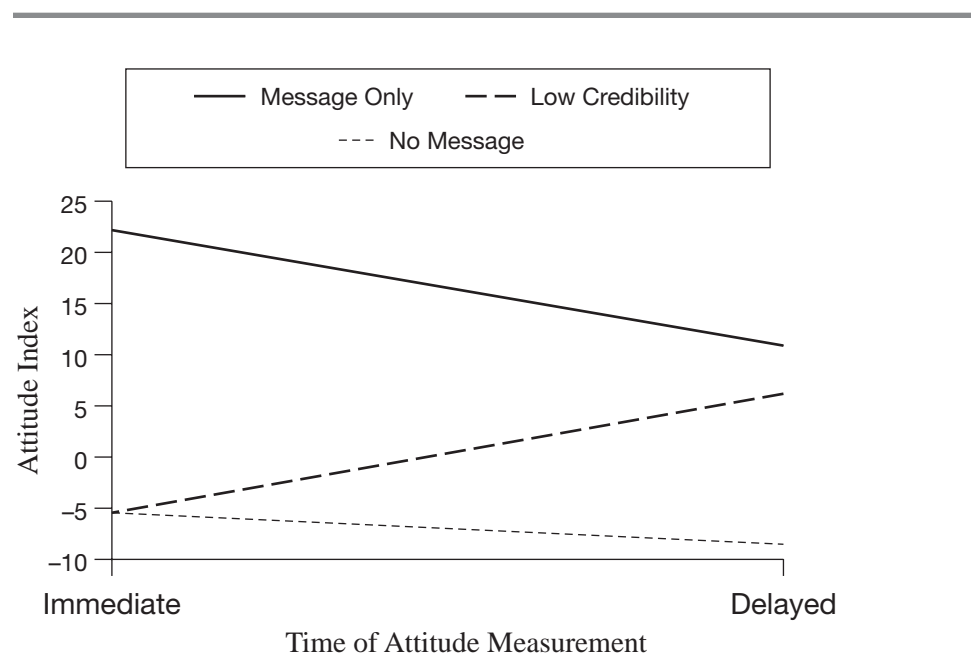 Message Only Low Credibility
No Message
25
20
15
10
5
0
−5
−10
Attitude Index
Immediate Delayed
Time of Attitude Measurement